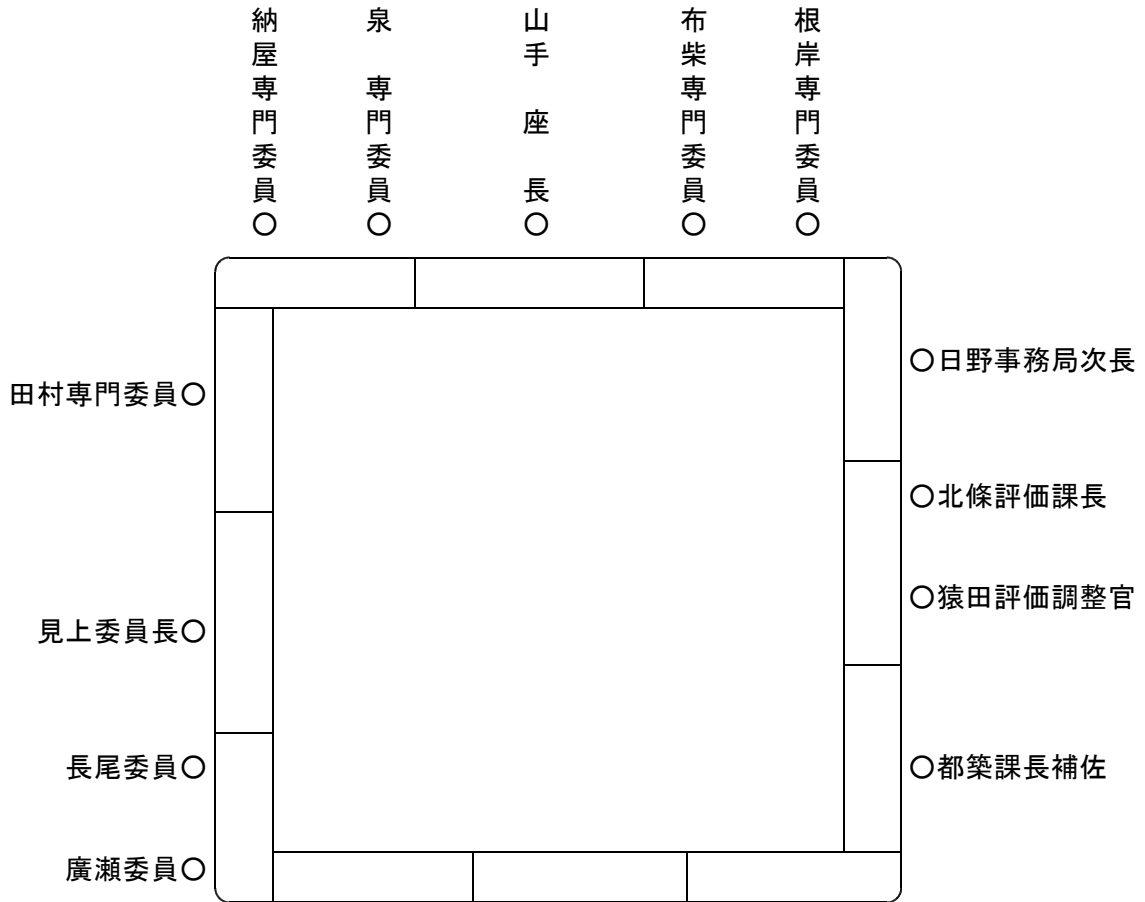 納屋専門委員○
泉　専門委員○
山手　座　長○
布柴専門委員○
根岸専門委員○
田村専門委員○
見上委員長○
長尾委員○
廣瀬委員○
○日野事務局次長
○北條評価課長
○猿田評価調整官
○都築課長補佐